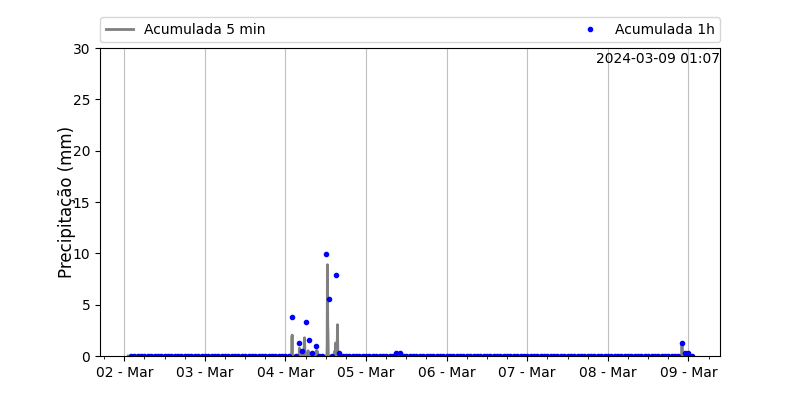 Acumulada 5 min
Acumulada 1h
2024-03-09 01:07
Precipitação (mm)
30
25
20
15
10
5
0
02 - Mar 03 - Mar 04 - Mar 05 - Mar 06 - Mar 07 - Mar 08 - Mar 09 - Mar